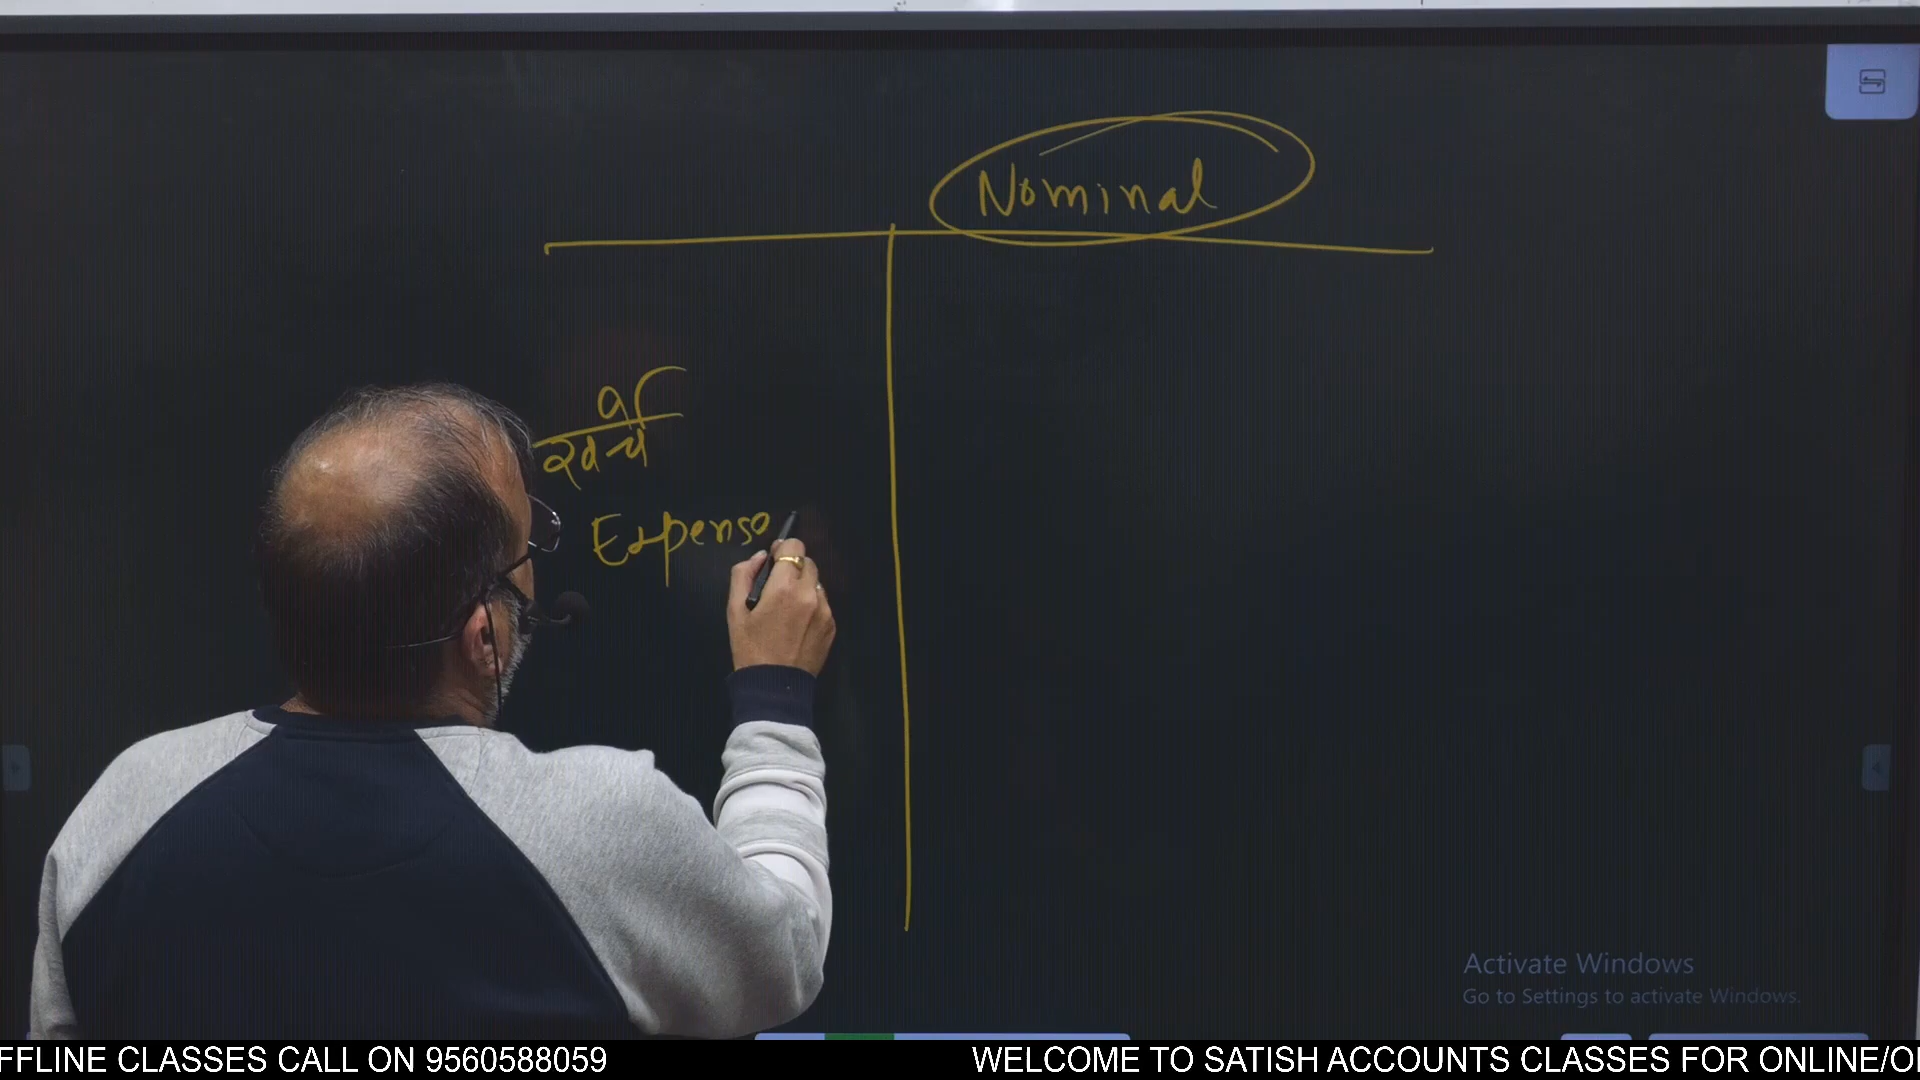 Nominal
खर्चे
Expense
Activate Windows
Go to Settings to activate Windows.
FFLINE CLASSES CALL ON 9560588059
WELCOME TO SATISH ACCOUNTS CLASSES FOR ONLINE/O